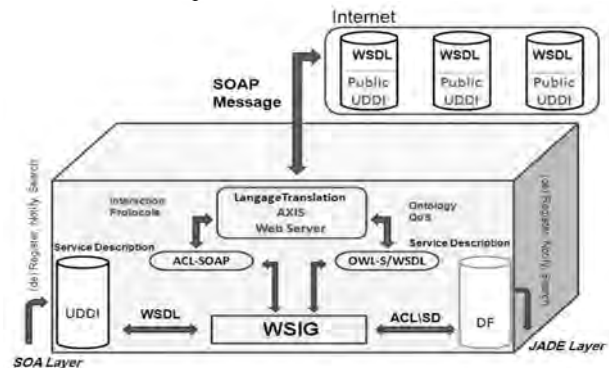 Internet
WSDL
Public
UDDI
WSDL
Public
UDDI
WSDL
Public
UDDI
SOAP
Message
(de) Register, Notify, Search
Interaction
Protocols
LangageTranslation
AXIS
Web Server
Ontology
QoS
(de) Register, Notify, Search
Service Description
Service Description
ACL-SOAP
OWL-S/WSDL
UDDI
WSDL
WSIG
ACL\SD
DF
SOA Layer
JADE Layer